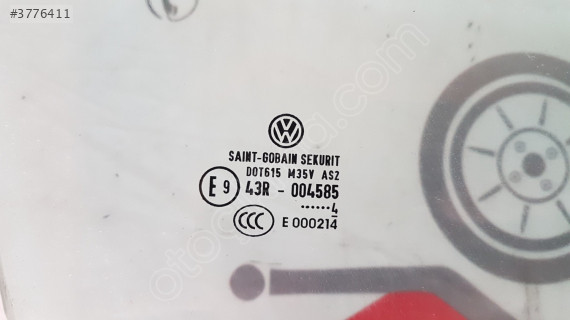 #3776411
SAINT-GOBAIN SEKURIT
DOT615 M35V AS2
E 9 43R - 004585
......4
CCC E 000214